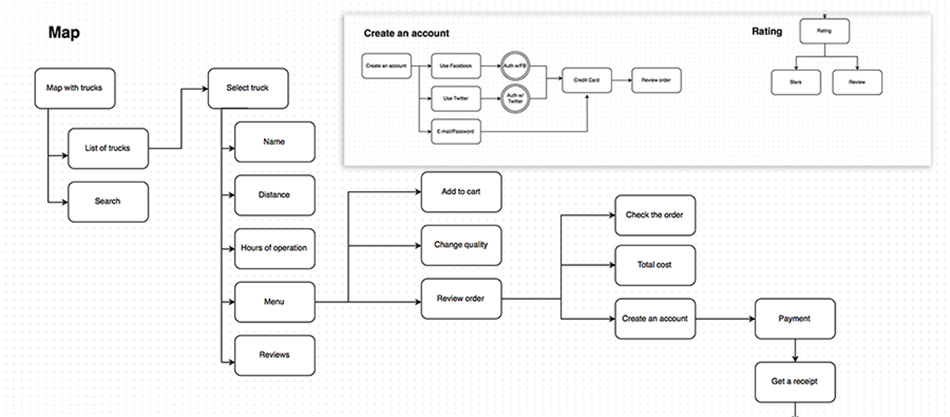 Map
Map with trucks
List of trucks
Search
Select truck
Name
Distance
Hours of operation
Menu
Reviews
Add to cart
Change quality
Review order
Check the order
Total cost
Create an account
Payment
Get a receipt
Create an account
Create an account
Use Facebook
Auth w/FB
Use Twitter
Auth w/
Twitter
E-mail/Password
Credit Card
Review order
Rating
Rating
Stars
Review